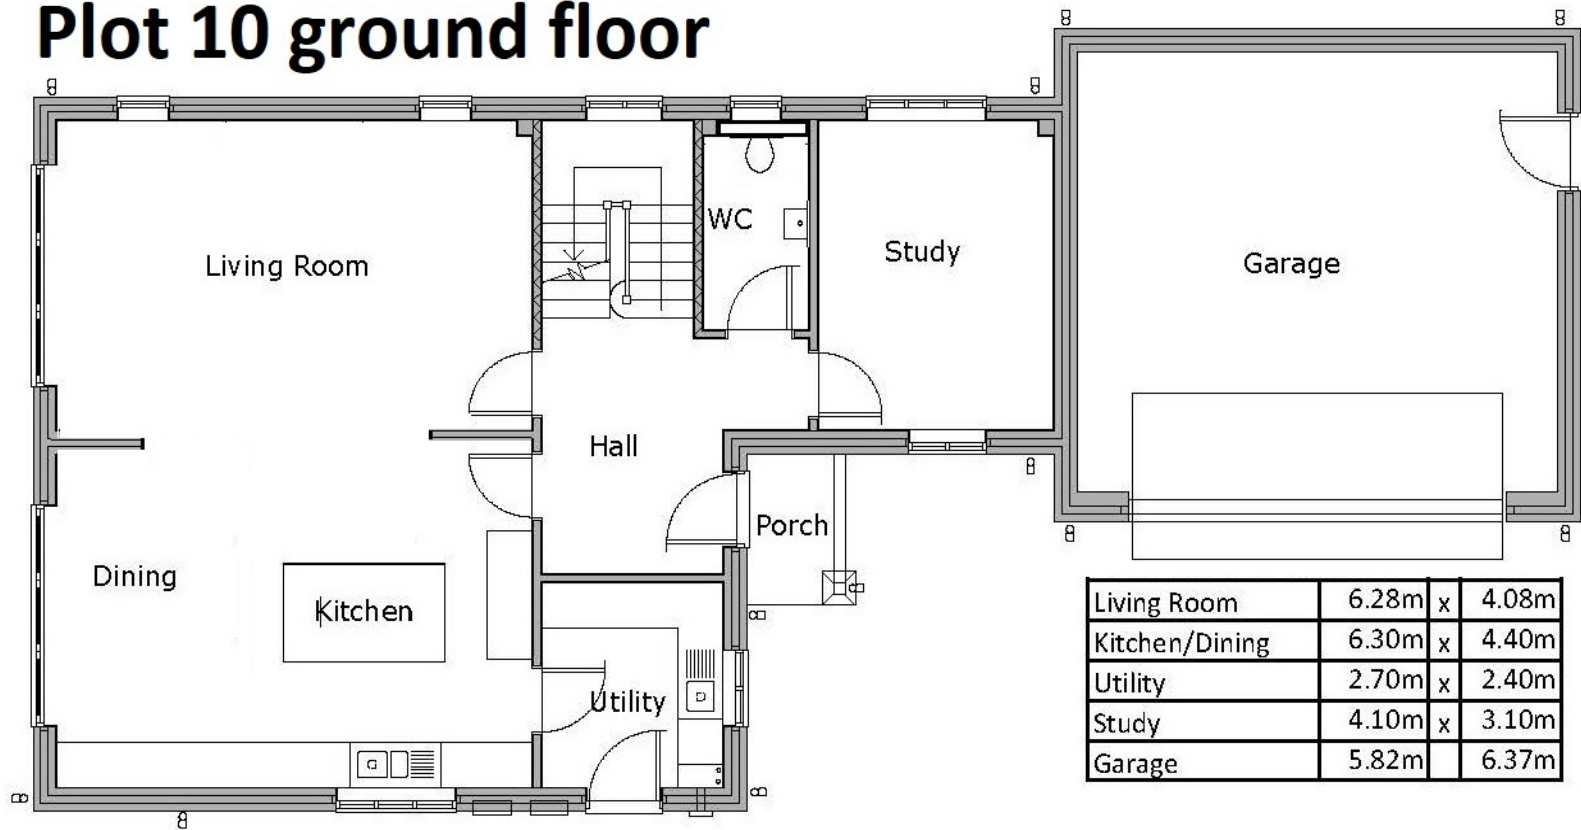 Plot 10 ground floor
WC
Study
Living Room
Garage
Hall
Porch
Dining
Kitchen
Utility
Living Room 6.28m x 4.08m
Kitchen/Dining 6.30m x 4.40m
Utility 2.70m x 2.40m
Study 4.10m x 3.10m
Garage 5.82m 6.37m